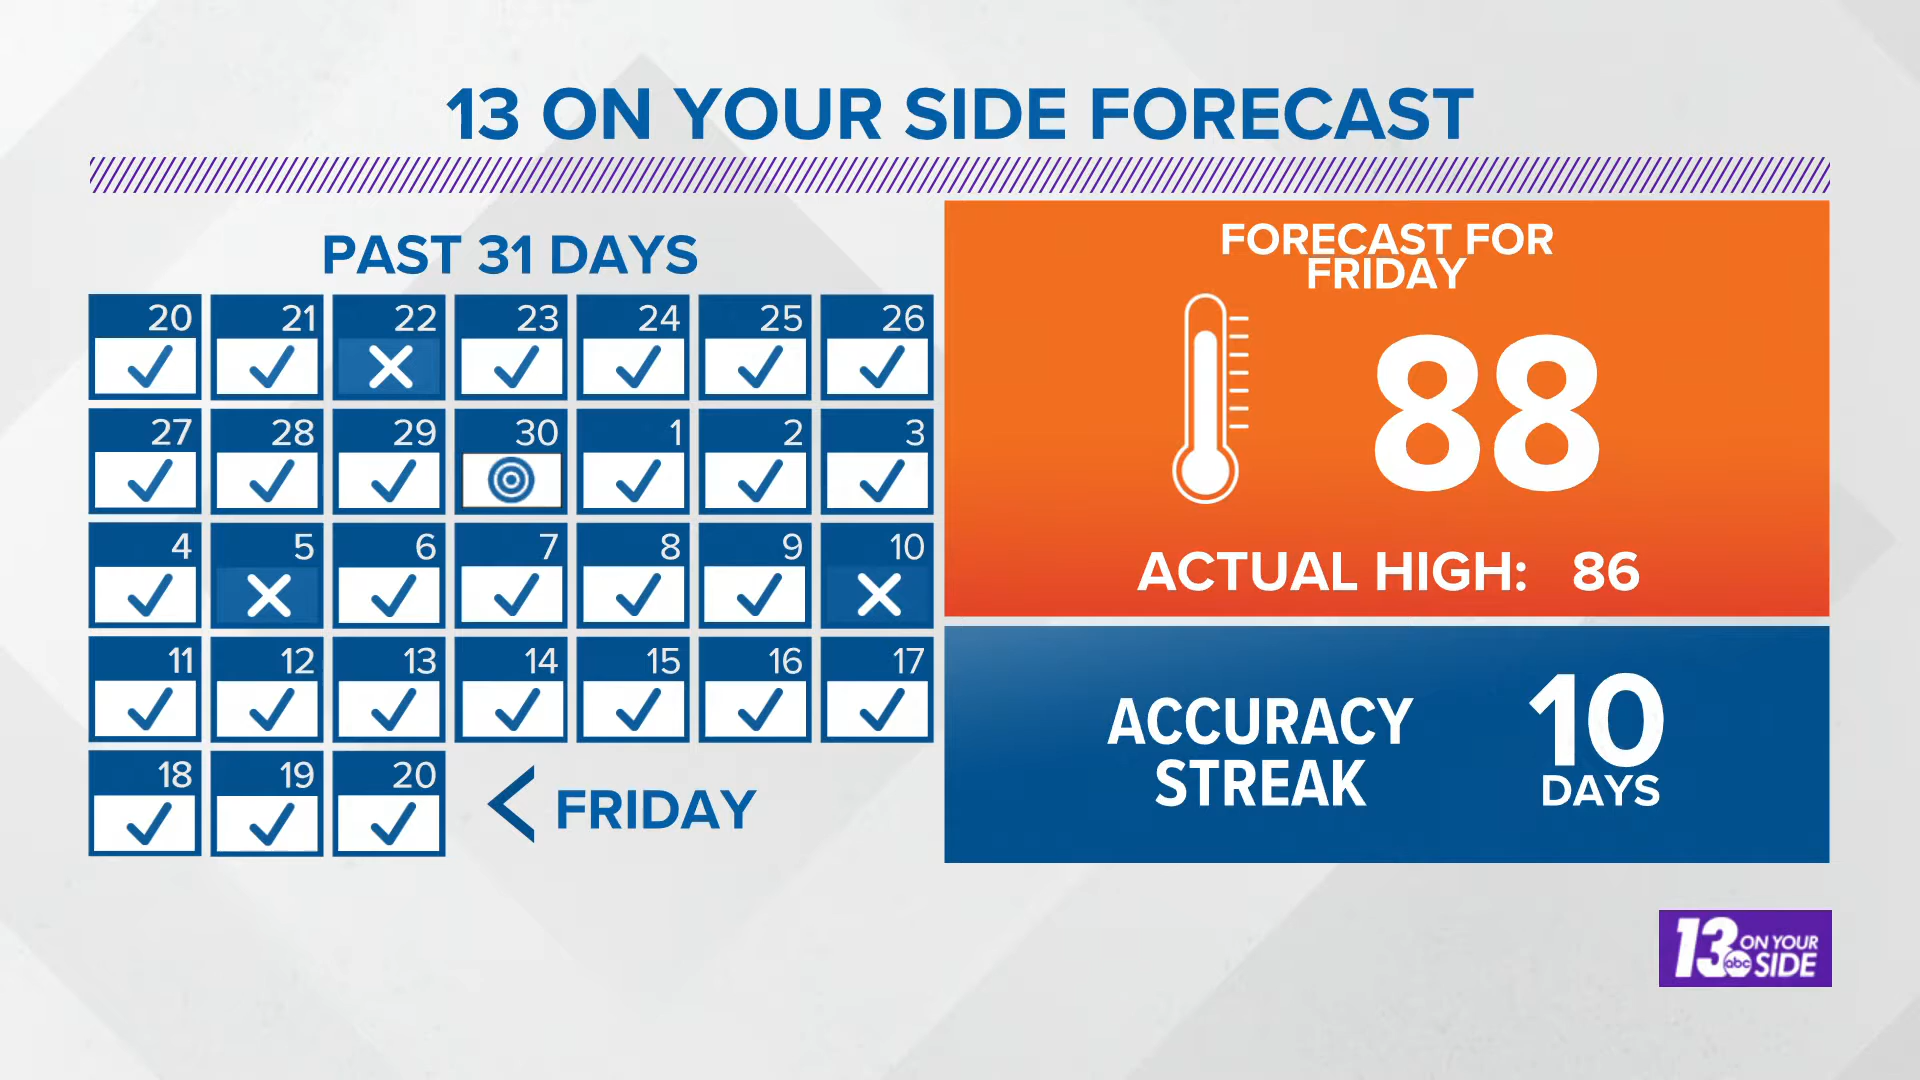 13 ON YOUR SIDE FORECAST
PAST 31 DAYS
20 21 22 23 24 25 26
27 28 29 30 1 2 3
4 5 6 7 8 9 10
11 12 13 14 15 16 17
18 19 20
FRIDAY
FORECAST FOR
FRIDAY
88
ACTUAL HIGH: 86
ACCURACY
STREAK
10
DAYS
13 ON YOUR
abc SIDE